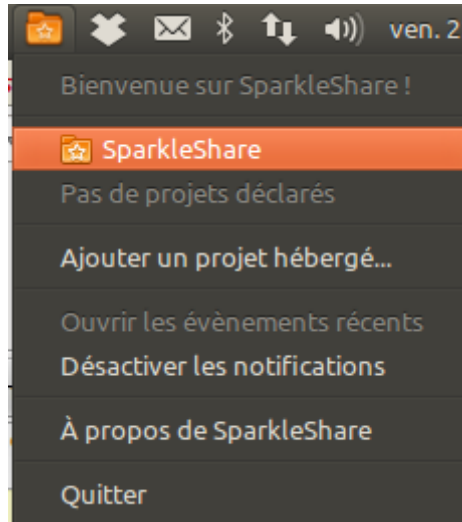 ven. 2
Bienvenue sur SparkleShare !
SparkleShare
Pas de projets déclarés
Ajouter un projet hébergé...
Ouvrir les évènements récents
Désactiver les notifications
À propos de SparkleShare
Quitter